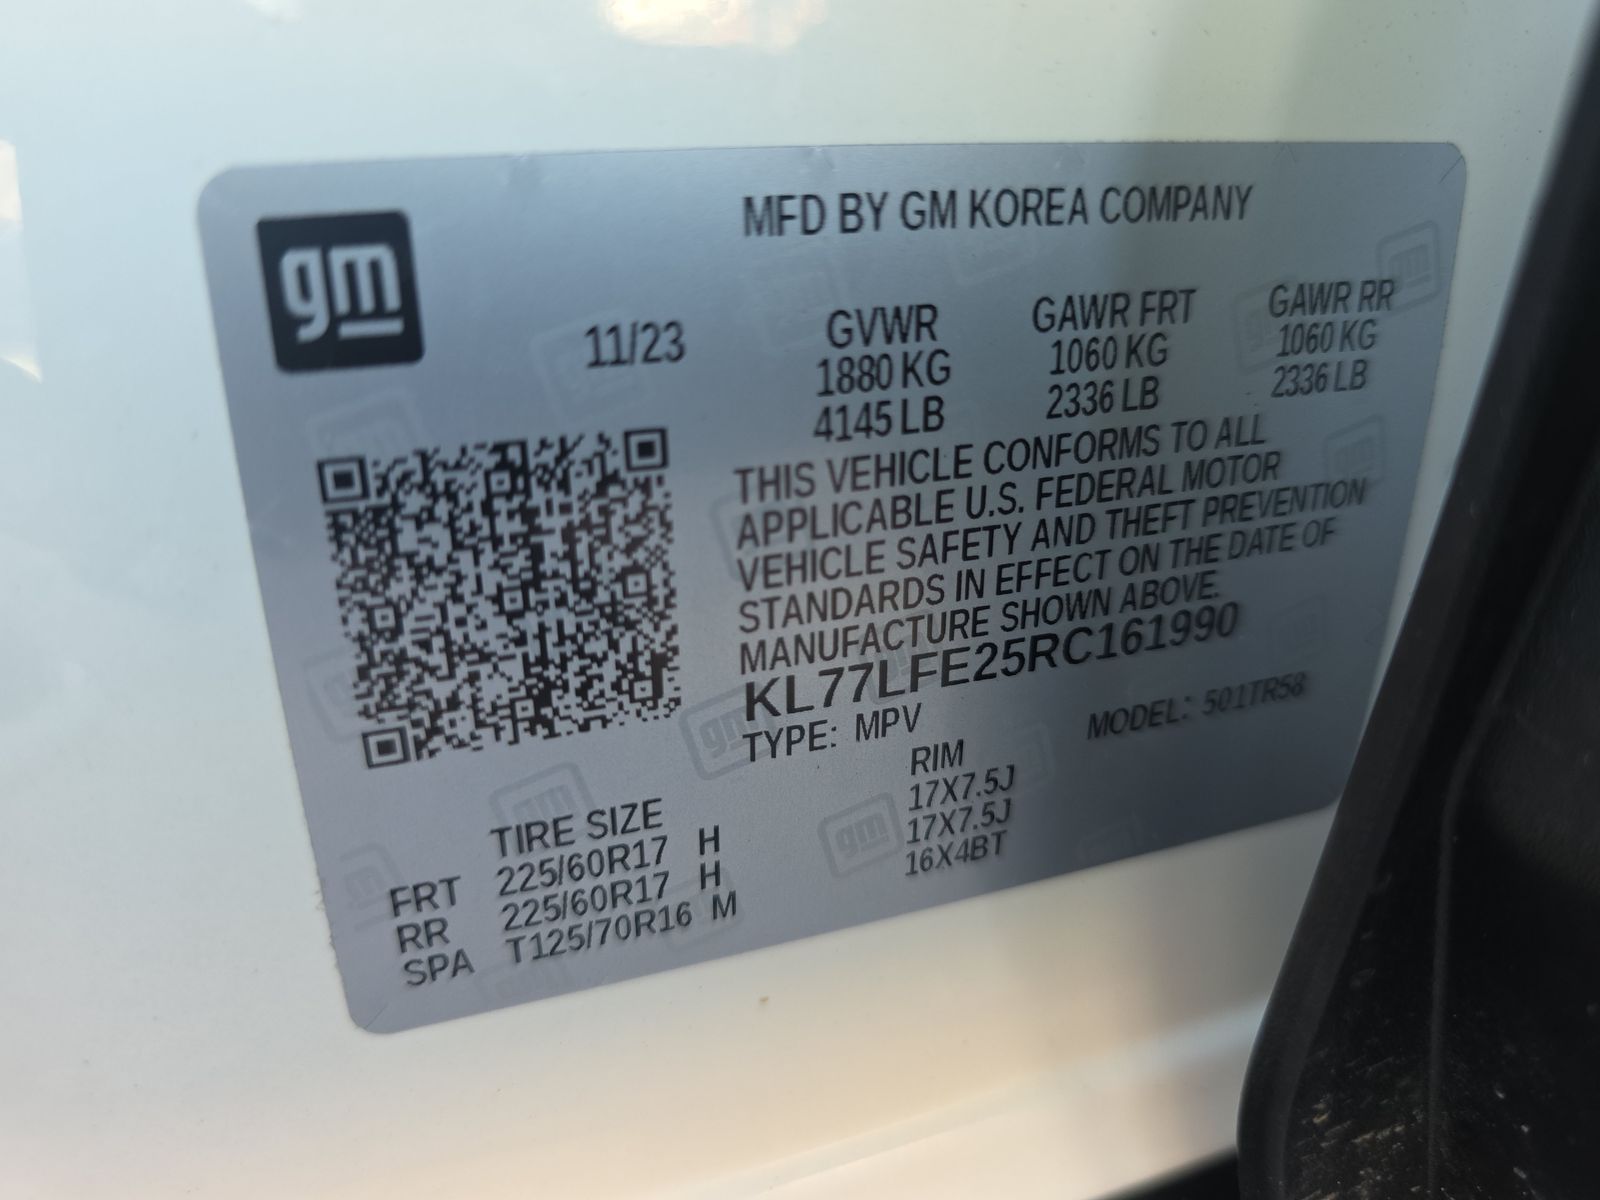 gm
MFD BY GM KOREA COMPANY
11/23
GVWR GAWR FRT GAWR RR
1880 KG 1060 KG 1060 KG
4145 LB 2336 LB 2336 LB
THIS VEHICLE CONFORMS TO ALL
APPLICABLE U.S. FEDERAL MOTOR
VEHICLE SAFETY AND THEFT PREVENTION
STANDARDS IN EFFECT ON THE DATE OF
MANUFACTURE SHOWN ABOVE.
KL77LFE25RC161990
TYPE: MPV MODEL: 501TR58
TIRE SIZE RIM
FRT 225/60R17 H 17X7.5J
RR 225/60R17 H 17X7.5J
SPA T125/70R16 M 16X4BT